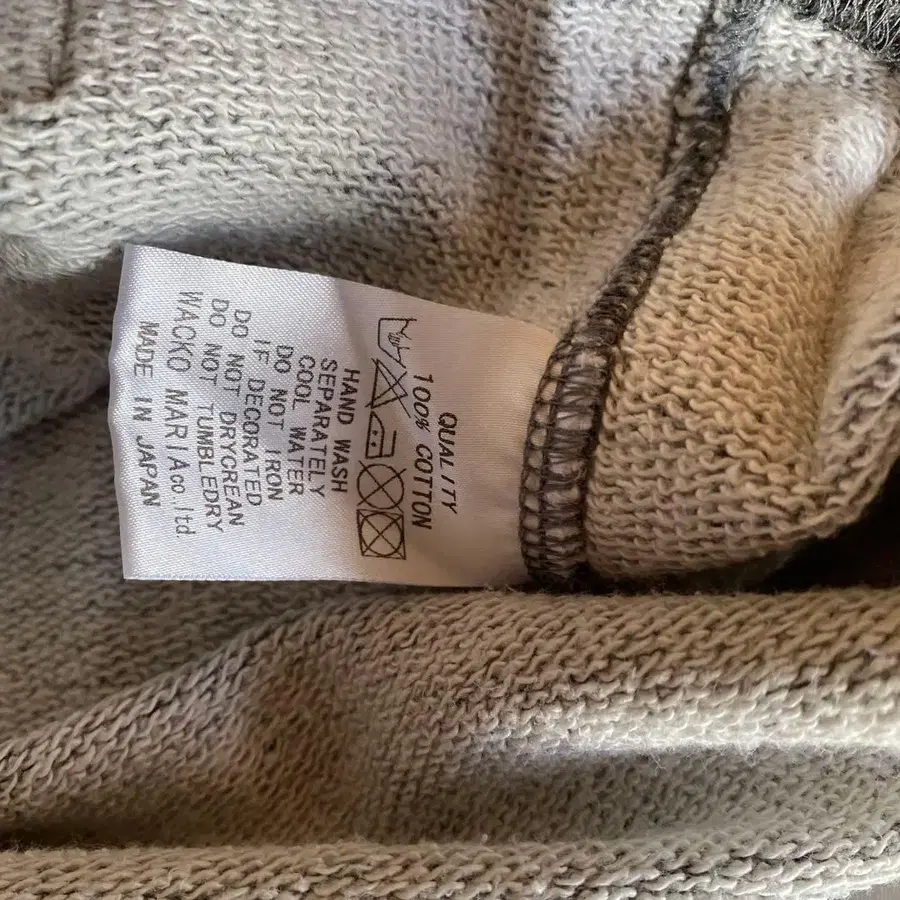 QUALITY
100% COTTON
HAND WASH
SEPARATELY
COOL WATER
DO NOT IRON
IF DECORATED
DO NOT DRYCREAN
DO NOT TUMBLEDRY
WACKO MARIA co.ltd
MADE IN JAPAN